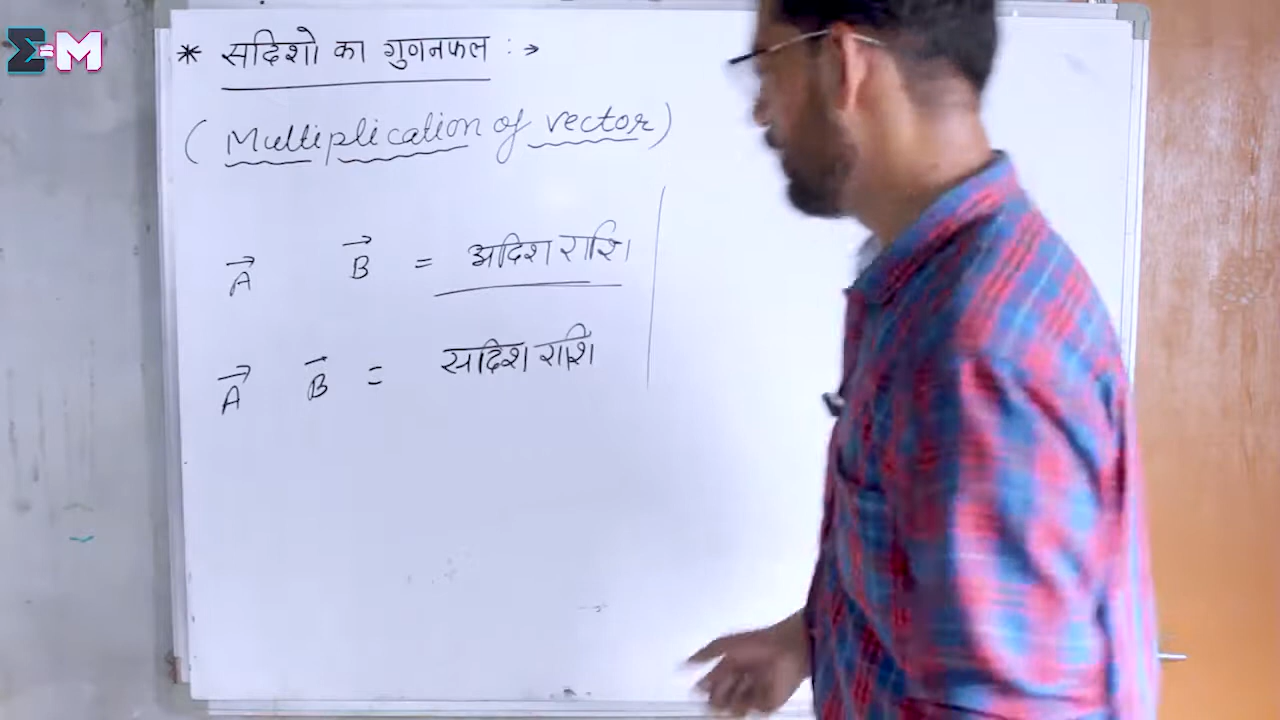 Σ=M
* सदिशो का गुणनफल :→
(Multiplication of vector)
A⃗ B⃗ = अदिश राशि
A⃗ B⃗ = सदिश राशि